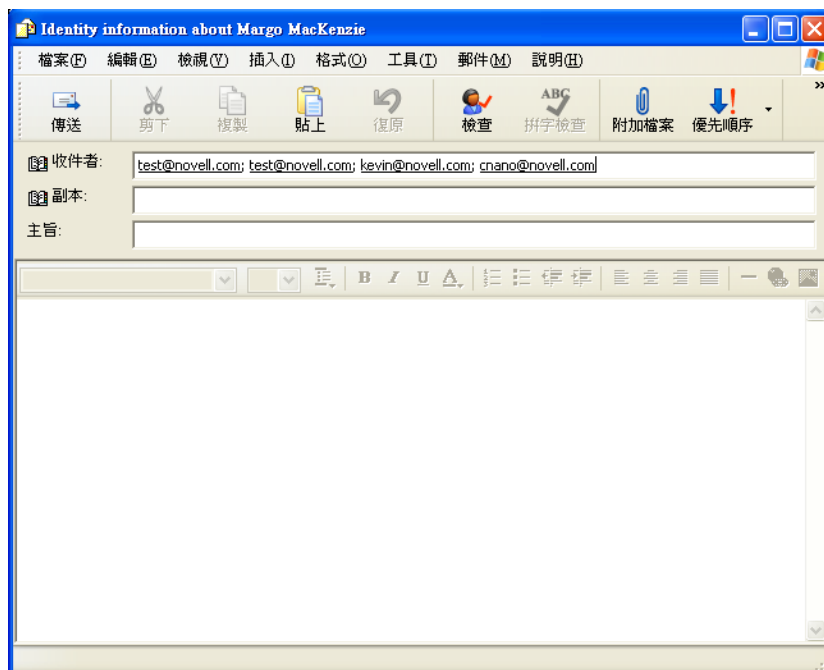 Identity information about Margo MacKenzie
檔案(F) 編輯(E) 檢視(V) 插入(I) 格式(O) 工具(T) 郵件(M) 說明(H)
傳送 剪下 複製 貼上 復原 檢查 ABC 拼字檢查 附加檔案 優先順序 »
收件者: test@novell.com; test@novell.com; kevin@novell.com; cnano@novell.com
副本:
主旨:
B I U A